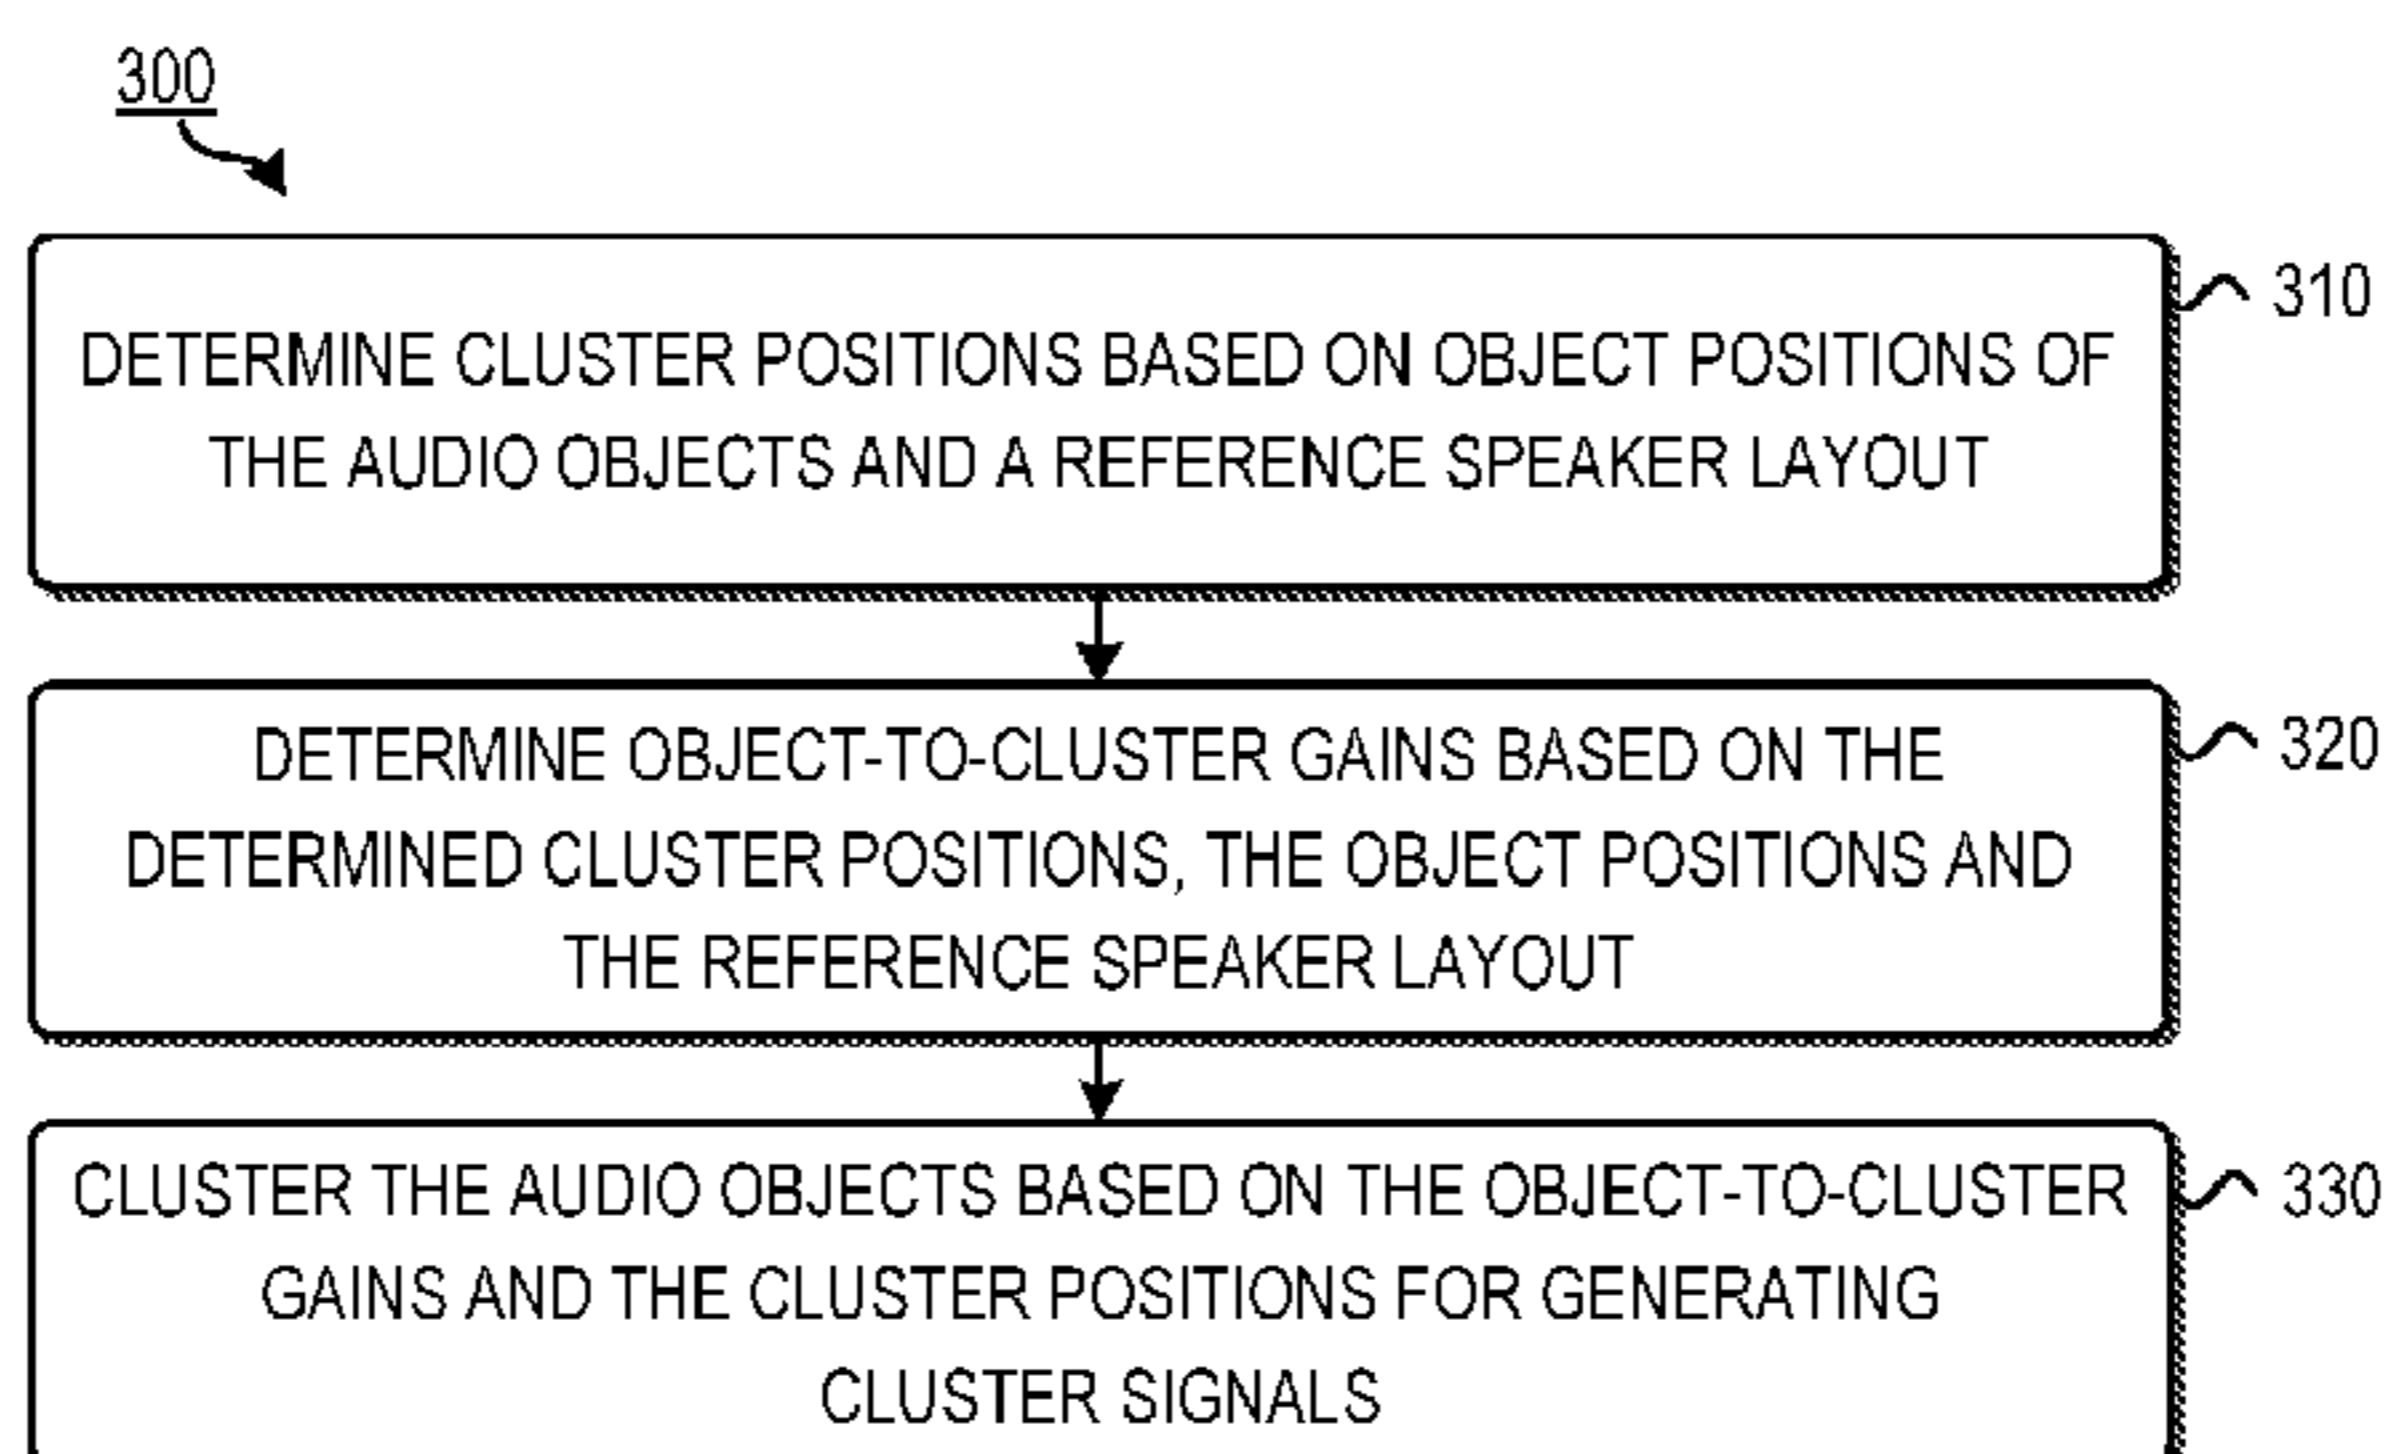 300
310
DETERMINE CLUSTER POSITIONS BASED ON OBJECT POSITIONS OF
THE AUDIO OBJECTS AND A REFERENCE SPEAKER LAYOUT
320
DETERMINE OBJECT-TO-CLUSTER GAINS BASED ON THE
DETERMINED CLUSTER POSITIONS, THE OBJECT POSITIONS AND
THE REFERENCE SPEAKER LAYOUT
330
CLUSTER THE AUDIO OBJECTS BASED ON THE OBJECT-TO-CLUSTER
GAINS AND THE CLUSTER POSITIONS FOR GENERATING
CLUSTER SIGNALS